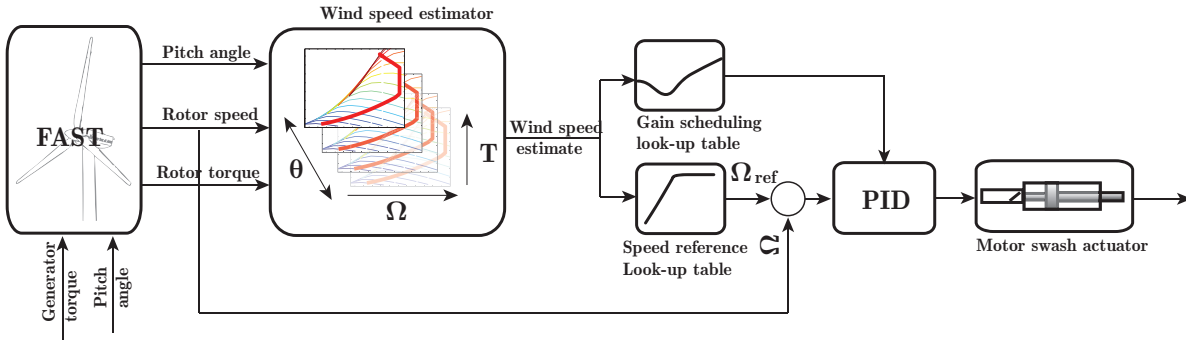 Wind speed estimator
FAST
Pitch angle
Rotor speed
Rotor torque
θ
Ω
T
Wind speed
estimate
Gain scheduling
look-up table
Ωref
Ω
Speed reference
Look-up table
PID
Motor swash actuator
Generator
torque
Pitch
angle